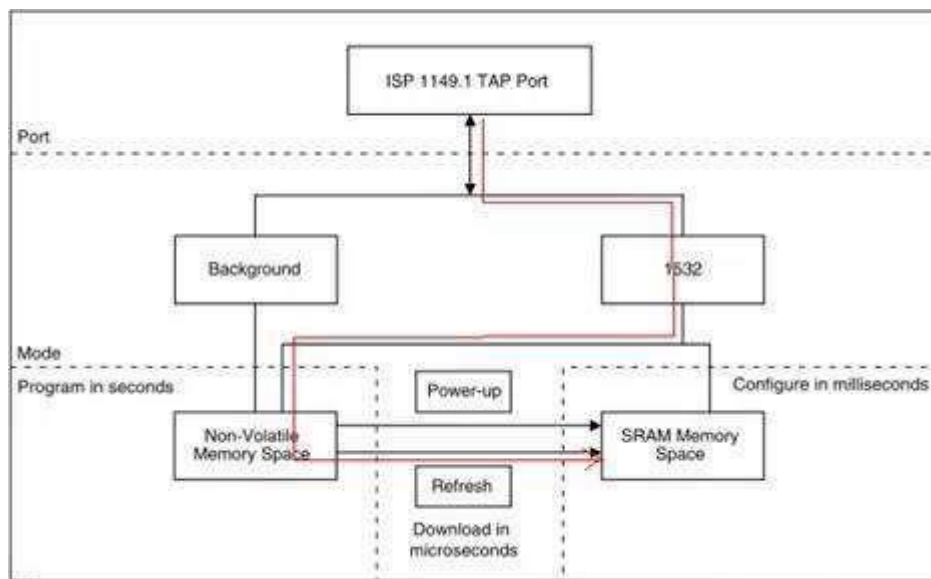 ISP 1149.1 TAP Port
Port
Background
1532
Mode
Program in seconds
Power-up
Configure in milliseconds
Non-Volatile
Memory Space
SRAM Memory
Space
Refresh
Download in
microseconds